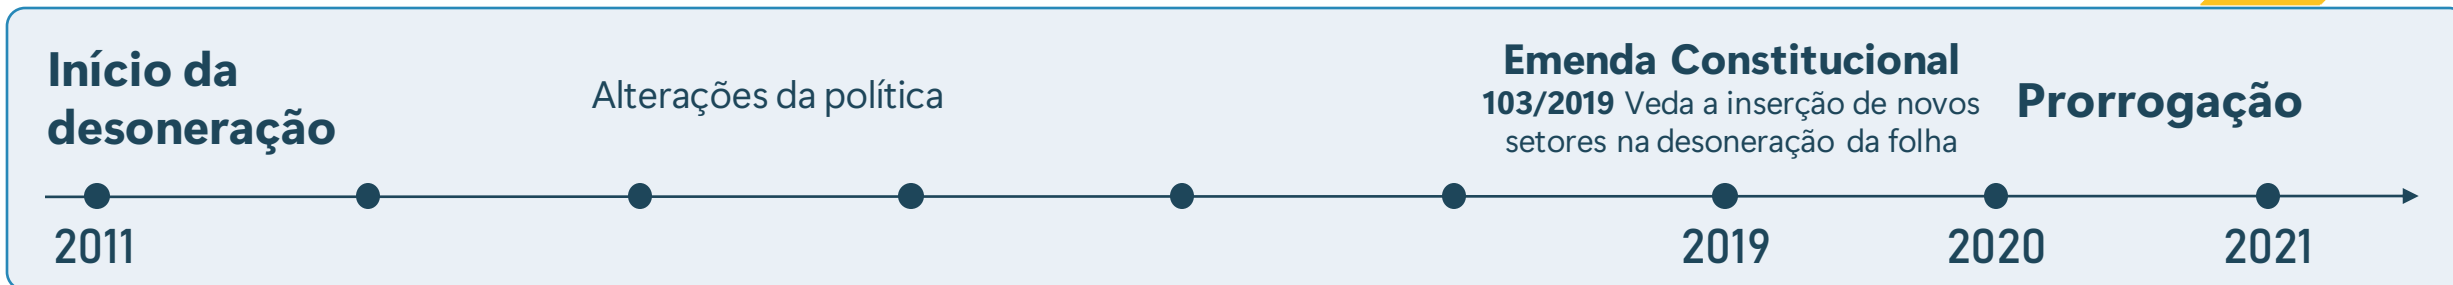 Início da
desoneração
Alterações da política
Emenda Constitucional
103/2019 Veda a inserção de novos
setores na desoneração da folha
Prorrogação
2011
2019
2020
2021